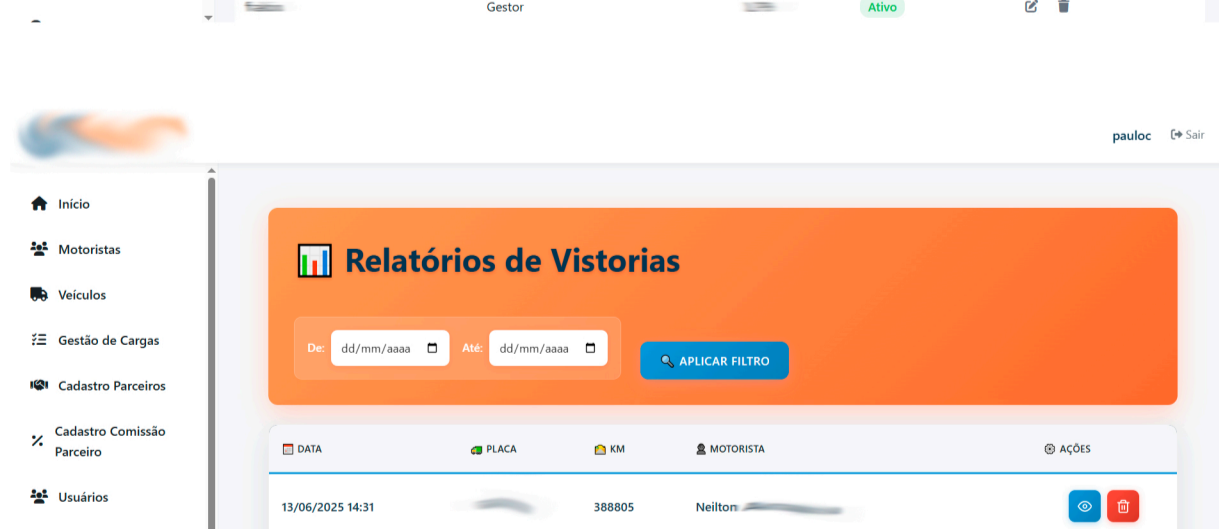 Gestor Ativo
pauloc Sair
Início
Motoristas
Veículos
Gestão de Cargas
Cadastro Parceiros
Cadastro Comissão
Parceiro
Usuários
Relatórios de Vistorias
De: dd/mm/aaaa Até: dd/mm/aaaa APLICAR FILTRO
DATA PLACA KM MOTORISTA AÇÕES
13/06/2025 14:31 388805 Neilton